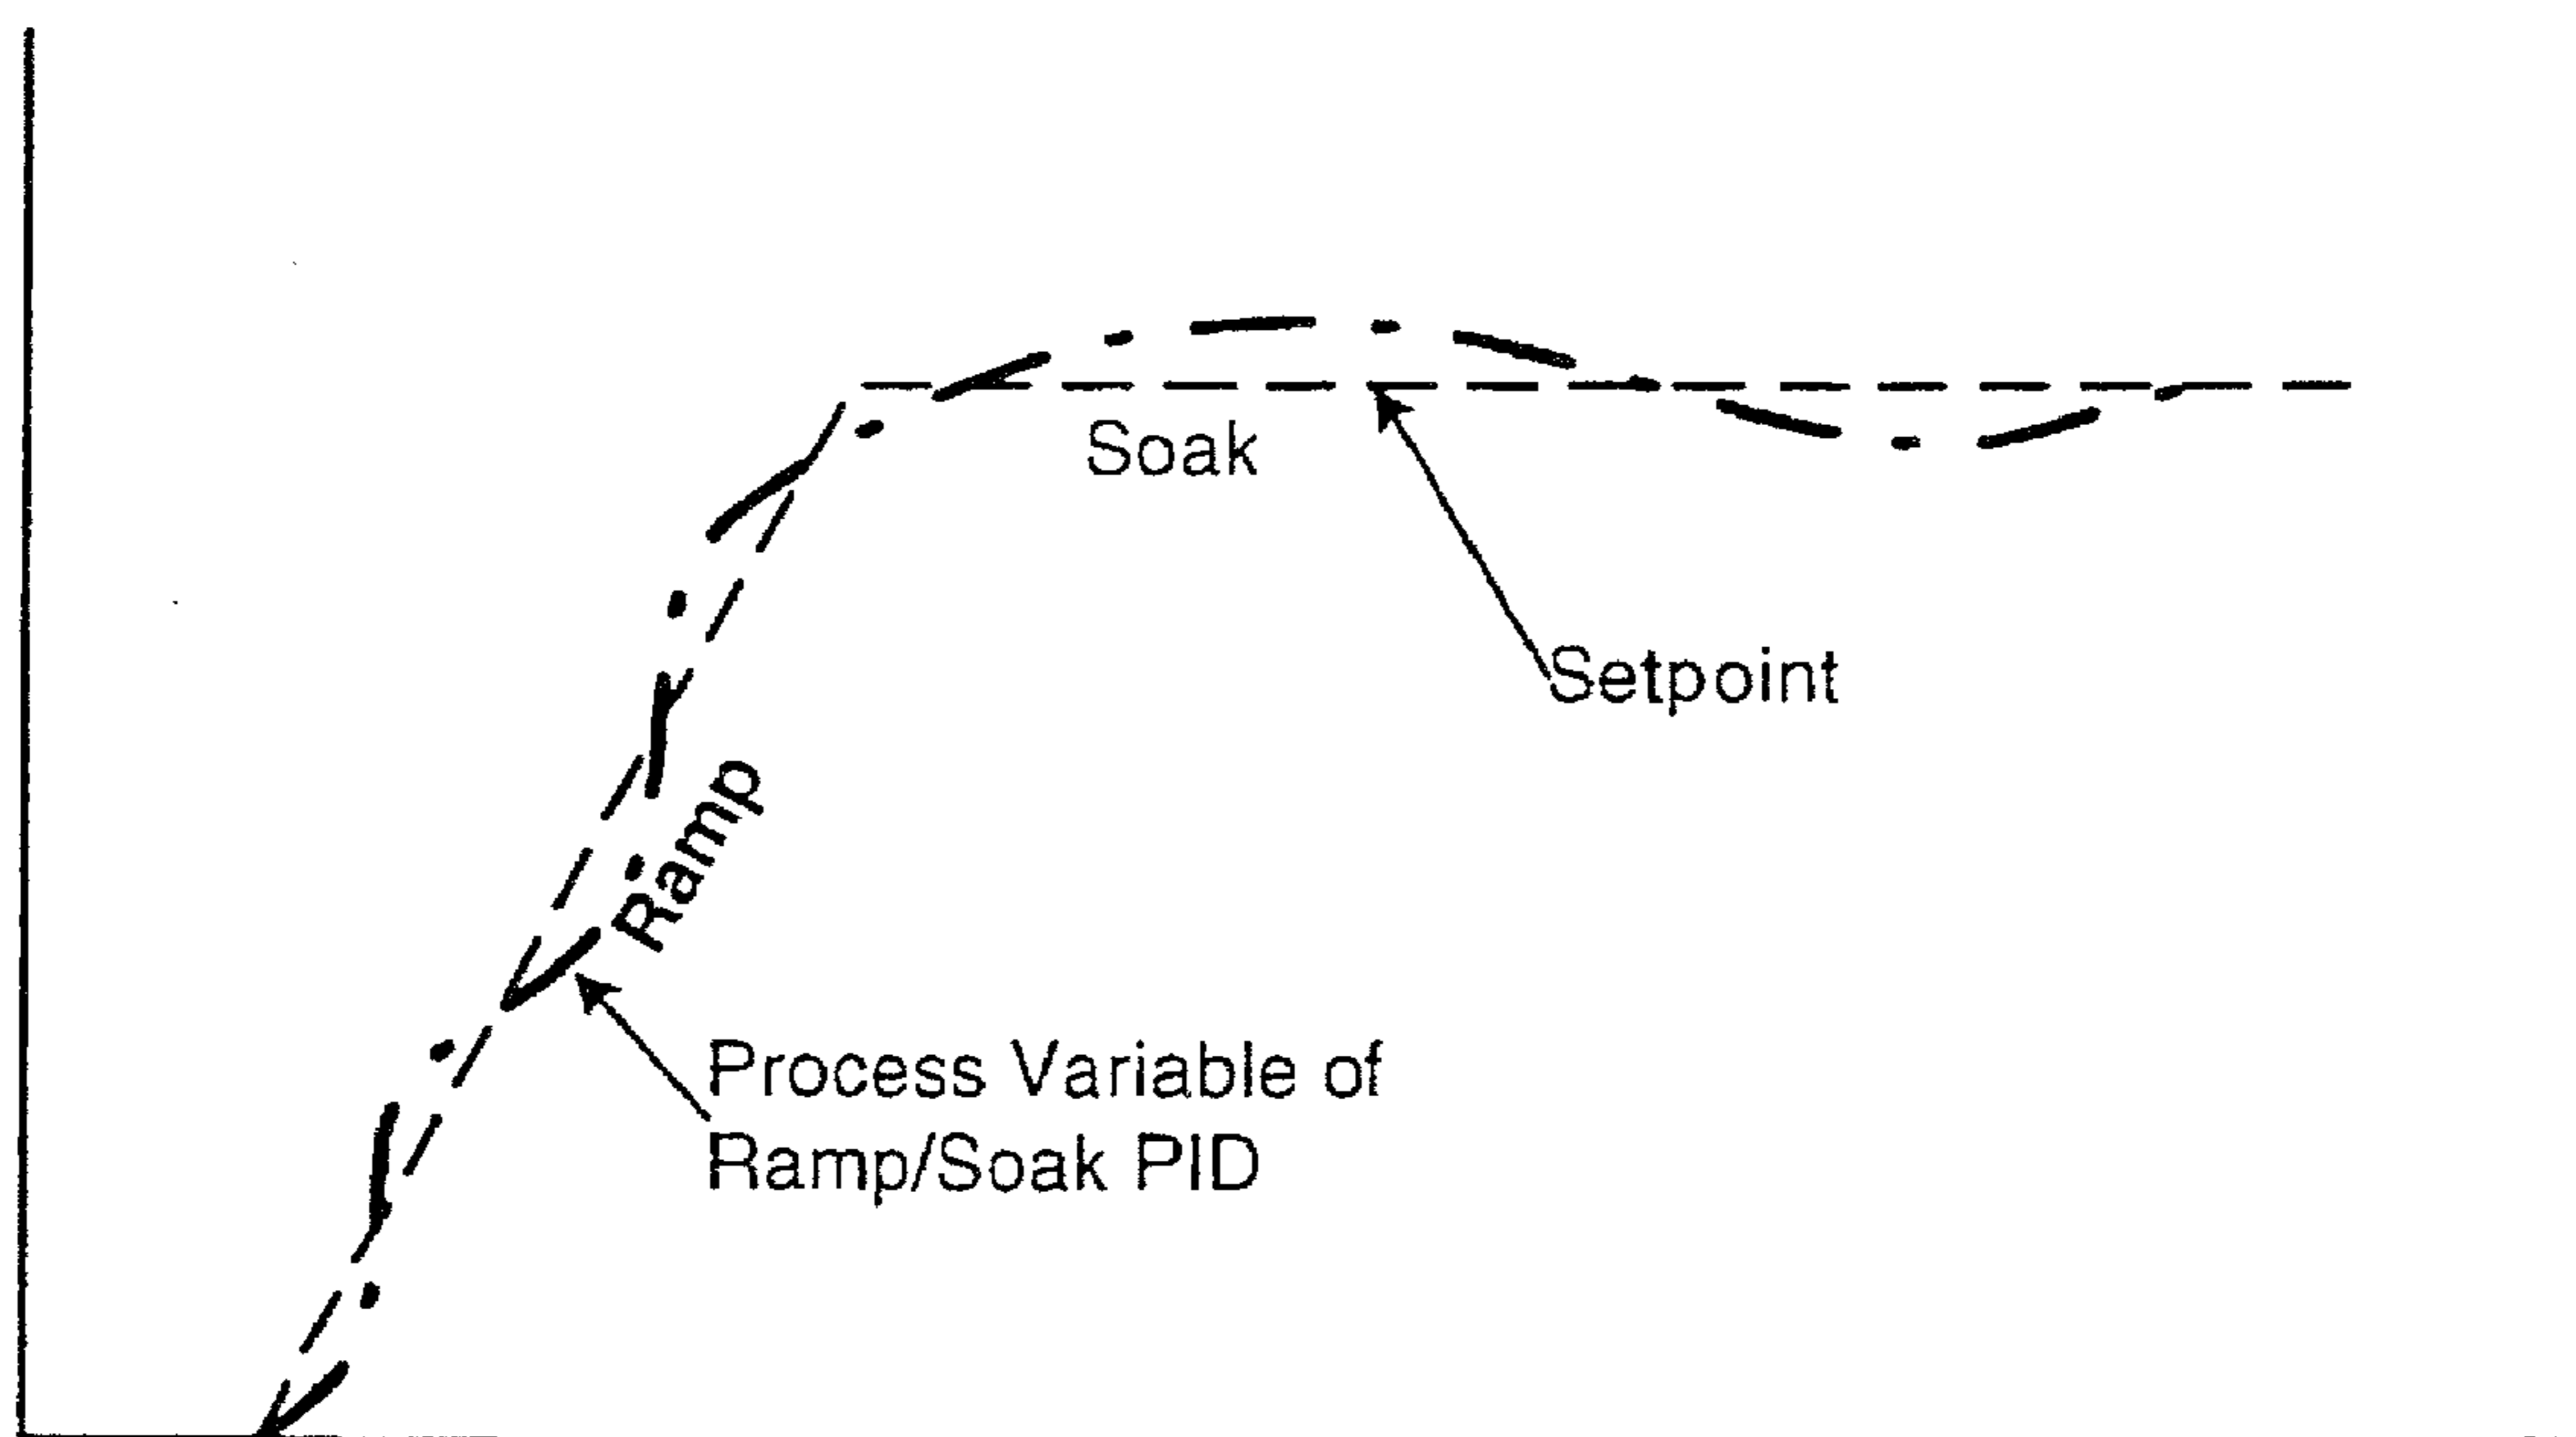 Soak
Setpoint
Ramp
Process Variable of
Ramp/Soak PID